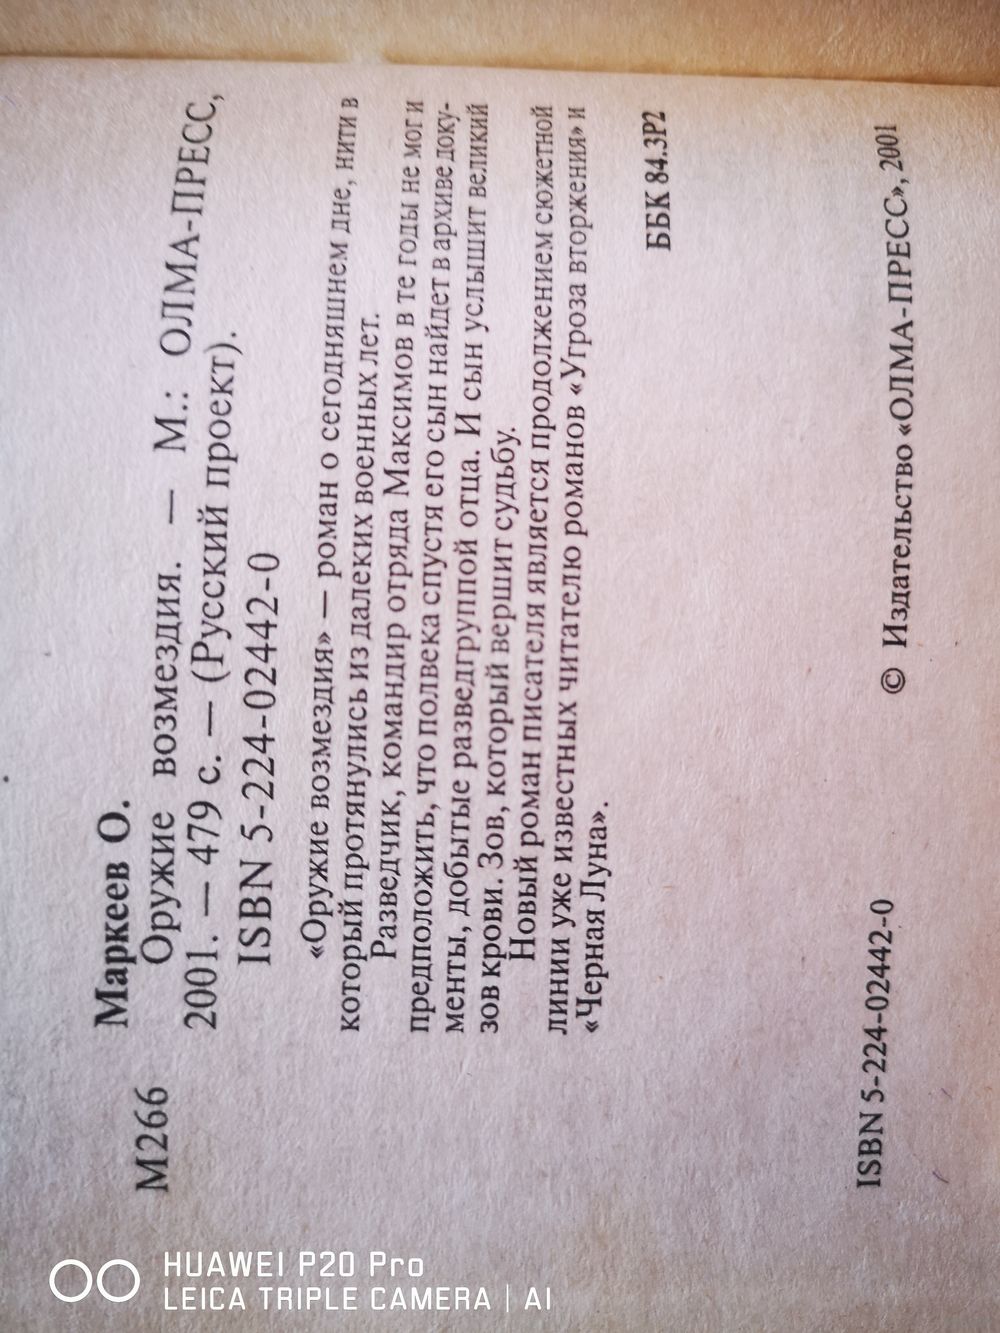 Маркеев О.
М266 Оружие возмездия. — М.: ОЛМА-ПРЕСС,
2001. — 479 с. — (Русский проект).
ISBN 5-224-02442-0
«Оружие возмездия» — роман о сегодняшнем дне, нити в
который протянулись из далеких военных лет.
Разведчик, командир отряда Максимов в те годы не мог и
предположить, что полвека спустя его сын найдет в архиве доку-
менты, добытые разведгруппой отца. И сын услышит великий
зов крови. Зов, который вершит судьбу.
Новый роман писателя является продолжением сюжетной
линии уже известных читателю романов «Угроза вторжения» и
«Черная Луна».
ББК 84.3Р2
ISBN 5-224-02442-0
© Издательство «ОЛМА-ПРЕСС», 2001
HUAWEI P20 Pro
LEICA TRIPLE CAMERA | AI